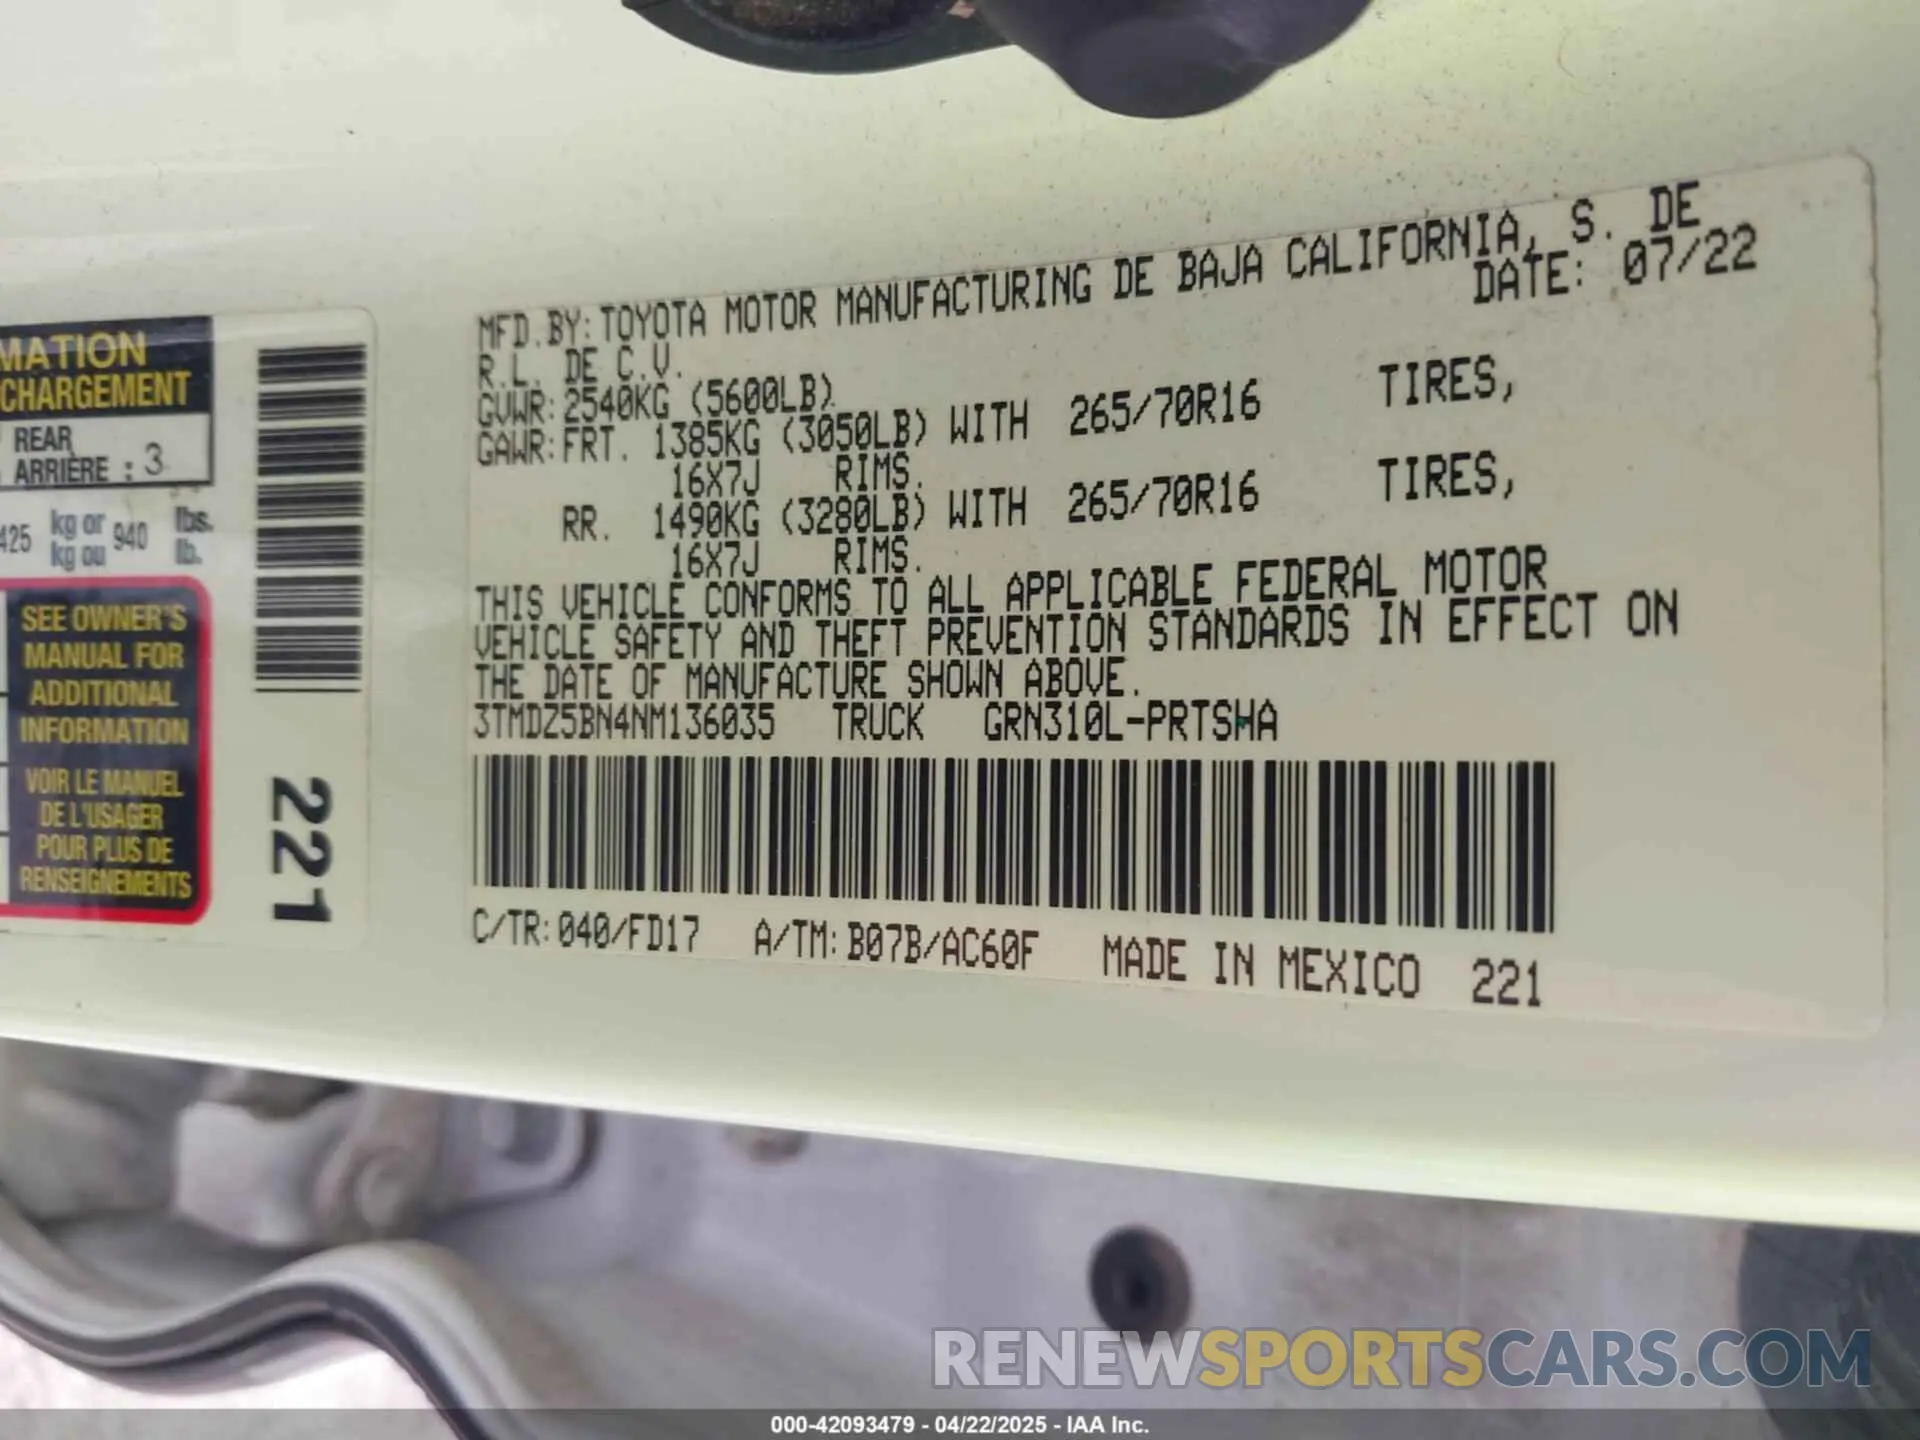 MATION
CHARGEMENT
REAR
ARRIÈRE : 3
425 kg or 940 lbs.
kg ou lb.
SEE OWNER'S
MANUAL FOR
ADDITIONAL
INFORMATION
VOIR LE MANUEL
DE L'USAGER
POUR PLUS DE
RENSEIGNEMENTS
221
MFD.BY:TOYOTA MOTOR MANUFACTURING DE BAJA CALIFORNIA, S. DE
R.L. DE C.V. DATE: 07/22
GVWR:2540KG (5600LB)
GAWR:FRT. 1385KG (3050LB) WITH 265/70R16 TIRES,
16X7J RIMS.
RR. 1490KG (3280LB) WITH 265/70R16 TIRES,
16X7J RIMS.
THIS VEHICLE CONFORMS TO ALL APPLICABLE FEDERAL MOTOR
VEHICLE SAFETY AND THEFT PREVENTION STANDARDS IN EFFECT ON
THE DATE OF MANUFACTURE SHOWN ABOVE.
3TMDZ5BN4NM136035 TRUCK GRN310L-PRTSHA
C/TR:040/FD17 A/TM:B07B/AC60F MADE IN MEXICO 221
RENEWSPORTSCARS.COM
000-42093479 - 04/22/2025 - IAA Inc.